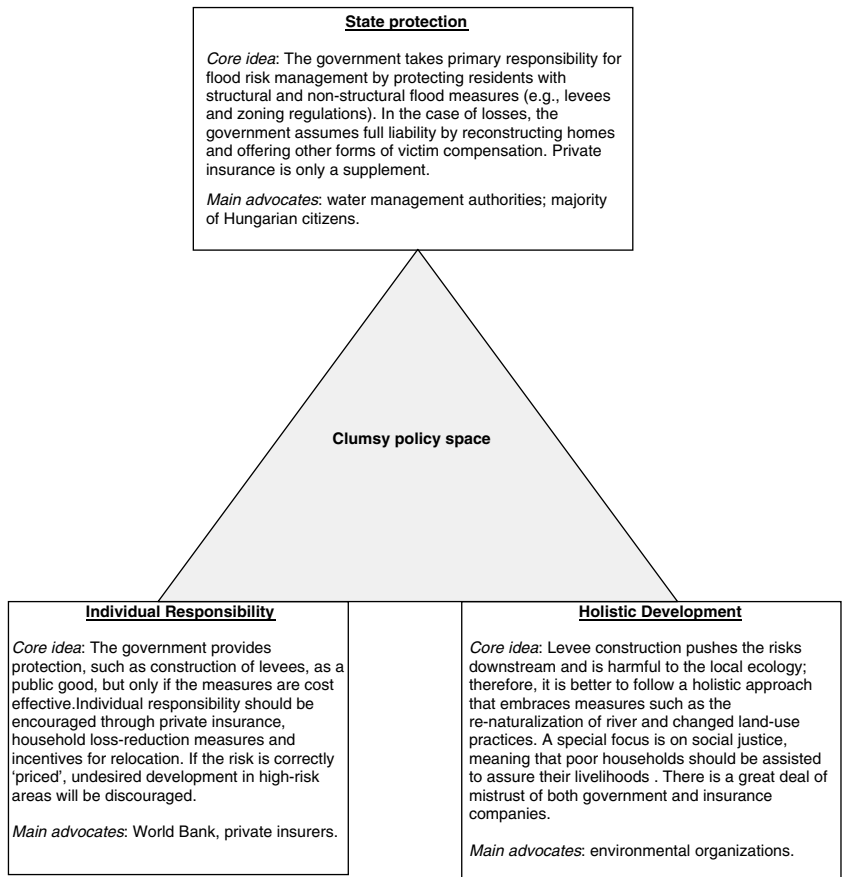 State protection
Core idea: The government takes primary responsibility for
flood risk management by protecting residents with
structural and non-structural flood measures (e.g., levees
and zoning regulations). In the case of losses, the
government assumes full liability by reconstructing homes
and offering other forms of victim compensation. Private
insurance is only a supplement.
Main advocates: water management authorities; majority
of Hungarian citizens.
Clumsy policy space
Individual Responsibility
Core idea: The government provides
protection, such as construction of levees, as a
public good, but only if the measures are cost
effective.Individual responsibility should be
encouraged through private insurance,
household loss-reduction measures and
incentives for relocation. If the risk is correctly
'priced', undesired development in high-risk
areas will be discouraged.
Main advocates: World Bank, private insurers.
Holistic Development
Core idea: Levee construction pushes the risks
downstream and is harmful to the local ecology;
therefore, it is better to follow a holistic approach
that embraces measures such as the
re-naturalization of river and changed land-use
practices. A special focus is on social justice,
meaning that poor households should be assisted
to assure their livelihoods . There is a great deal of
mistrust of both government and insurance
companies.
Main advocates: environmental organizations.